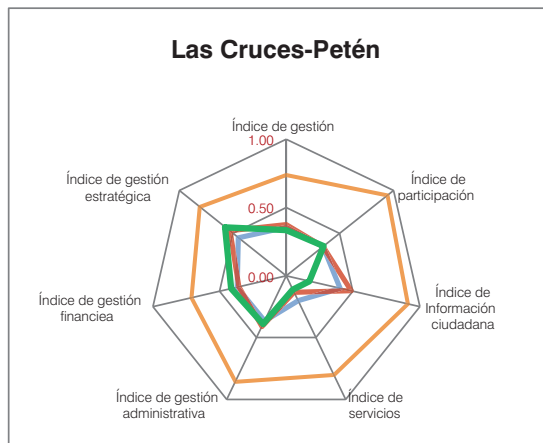 Las Cruces-Petén
Índice de gestión
1.00
Índice de gestión
estratégica
Índice de
participación
0.50
0.00
Índice de gestión
financiea
Índice de
Información
ciudadana
Índice de gestión
administrativa
Índice de
servicios